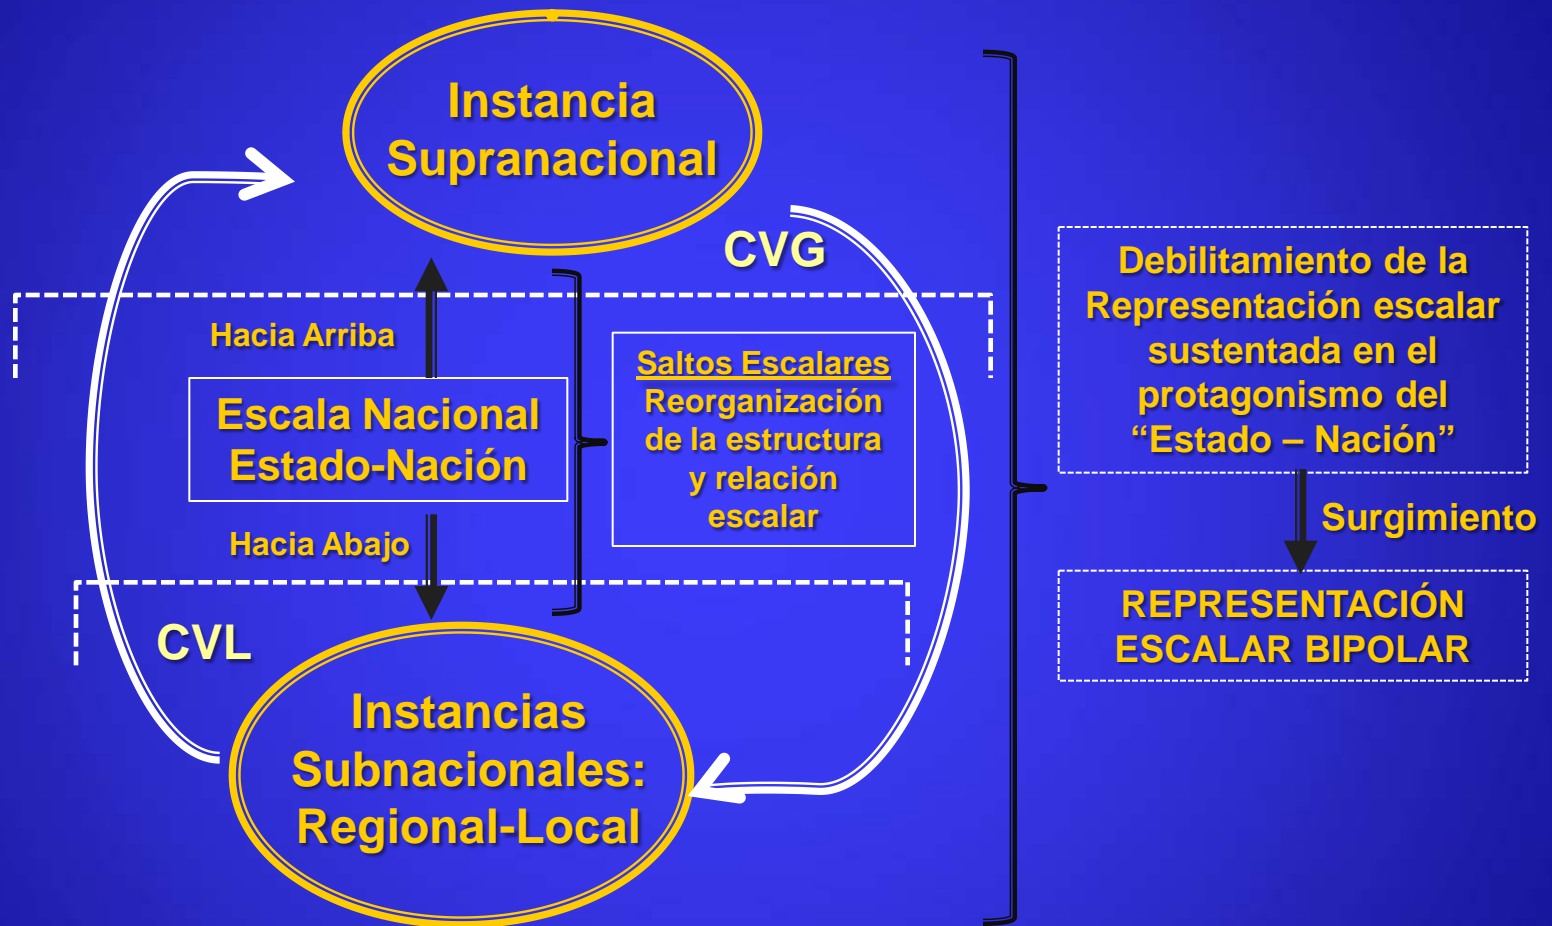 Instancia
Supranacional
CVG
Hacia Arriba
Escala Nacional
Estado-Nación
Hacia Abajo
Saltos Escalares
Reorganización
de la estructura
y relación
escalar
CVL
Instancias
Subnacionales:
Regional-Local
Debilitamiento de la
Representación escalar
sustentada en el
protagonismo del
“Estado – Nación”
Surgimiento
REPRESENTACIÓN
ESCALAR BIPOLAR